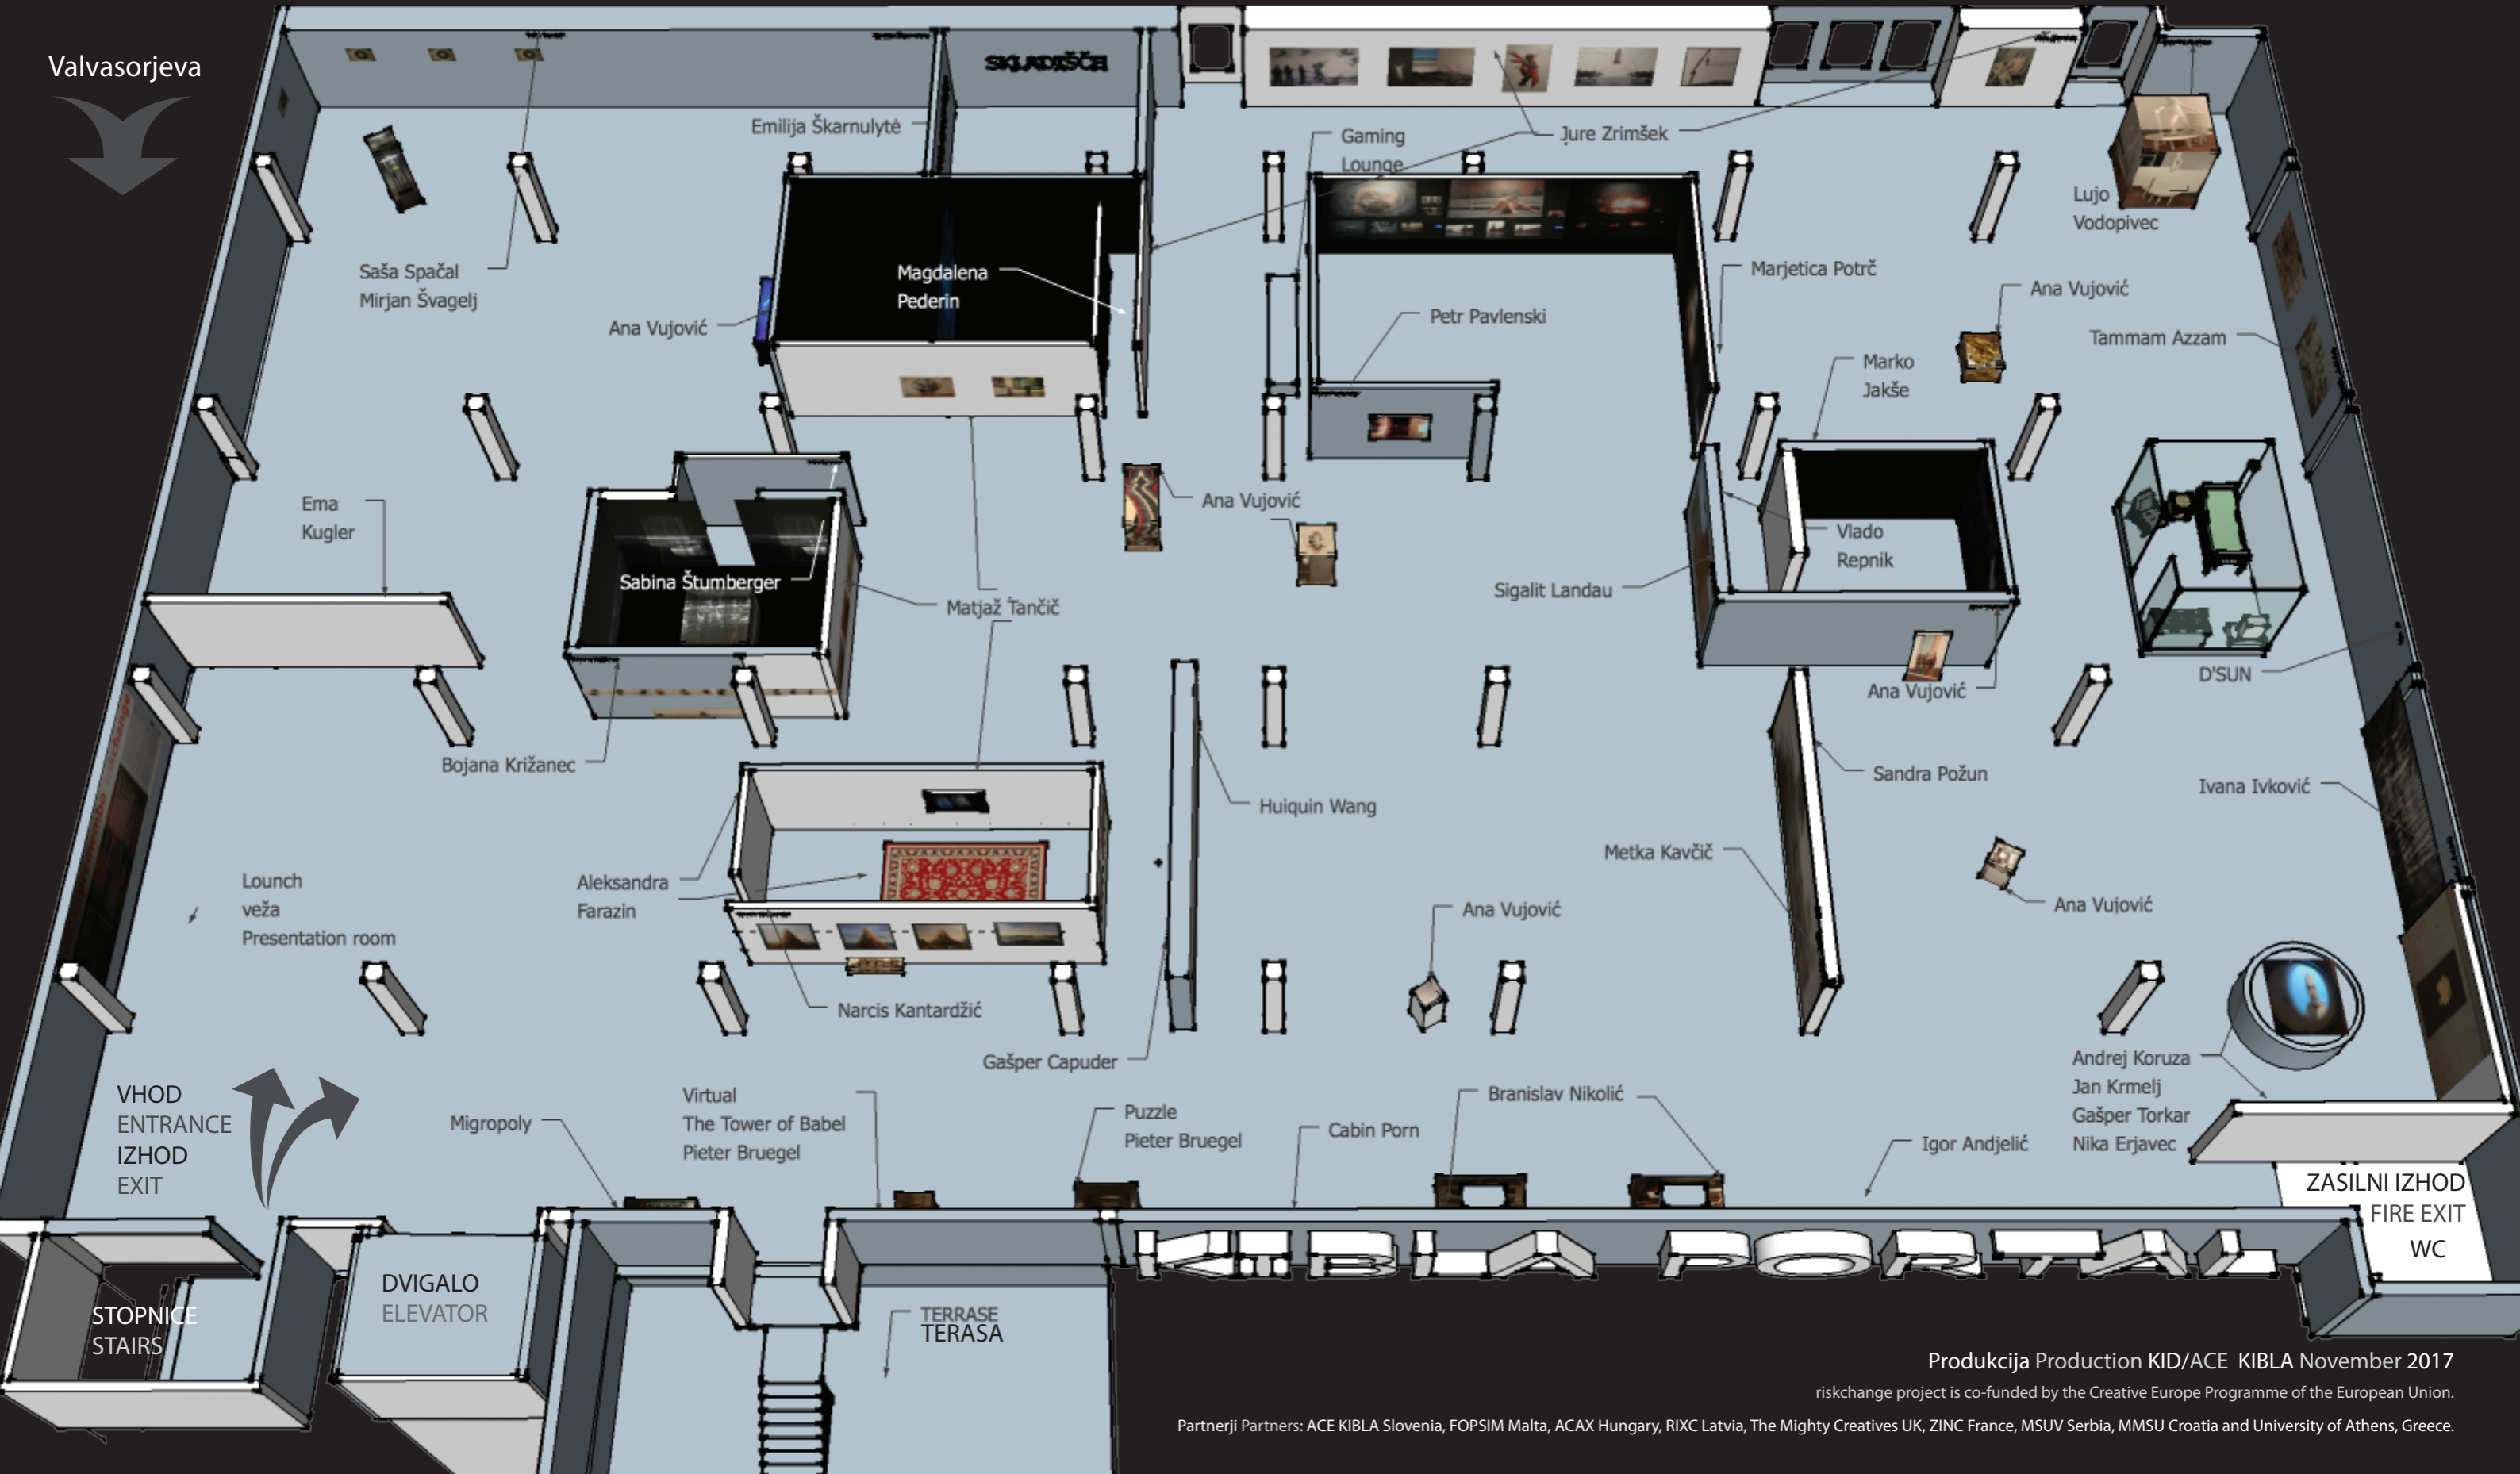 Valvasorjeva
SKLADIŠČE
Emilija Škarnulytė
Gaming
Lounge
Jure Zrimšek
Lujo
Vodopivec
Saša Spačal
Mirjan Švagelj
Magdalena
Pederin
Ana Vujović
Petr Pavlenski
Marjetica Potrč
Ana Vujović
Tammam Azzam
Marko
Jakše
Ema
Kugler
Ana Vujović
Sabina Štumberger
Matjaž Tančič
Vlado
Repnik
Sigalit Landau
D'SUN
Ana Vujović
Bojana Križanec
Sandra Požun
Ivana Ivković
Huiquin Wang
Metka Kavčič
Aleksandra
Farazin
Lounch
veža
Presentation room
Ana Vujović
Ana Vujović
Narcis Kantardžić
Gašper Capuder
Andrej Koruza
Jan Krmelj
Gašper Torkar
Nika Erjavec
VHOD
ENTRANCE
IZHOD
EXIT
Migropoly
Virtual
The Tower of Babel
Pieter Bruegel
Puzzle
Pieter Bruegel
Cabin Porn
Branislav Nikolić
Igor Andjelić
ZASILNI IZHOD
FIRE EXIT
WC
KIBLA PORTAL
STOPNICE
STAIRS
DVIGALO
ELEVATOR
TERRASE
TERASA
Produkcija Production KID/ACE KIBLA November 2017
riskchange project is co-funded by the Creative Europe Programme of the European Union.
Partnerji Partners: ACE KIBLA Slovenia, FOPSIM Malta, ACAX Hungary, RIXC Latvia, The Mighty Creatives UK, ZINC France, MSUV Serbia, MMSU Croatia and University of Athens, Greece.